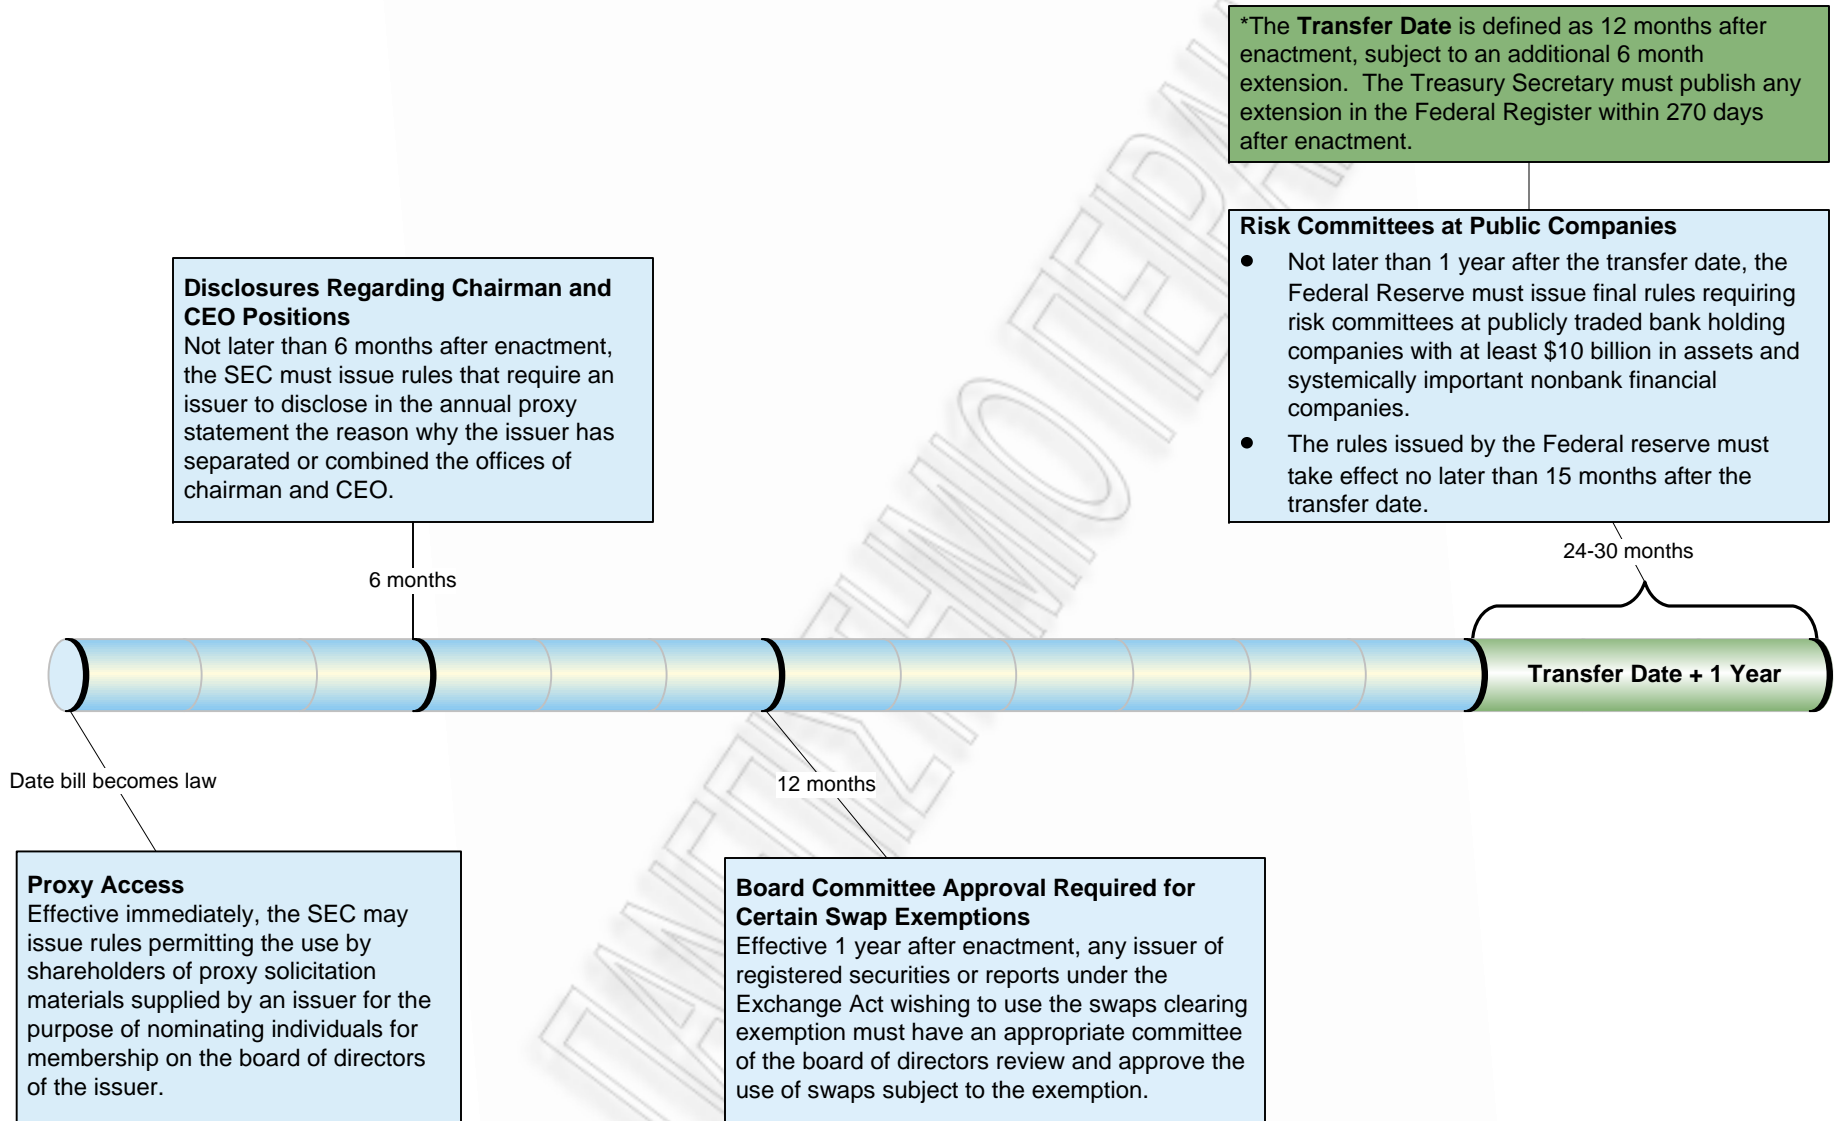 *The Transfer Date is defined as 12 months after
enactment, subject to an additional 6 month
extension. The Treasury Secretary must publish any
extension in the Federal Register within 270 days
after enactment.
Risk Committees at Public Companies
● Not later than 1 year after the transfer date, the
Federal Reserve must issue final rules requiring
risk committees at publicly traded bank holding
companies with at least $10 billion in assets and
systemically important nonbank financial
companies.
● The rules issued by the Federal reserve must
take effect no later than 15 months after the
transfer date.
24-30 months
Disclosures Regarding Chairman and
CEO Positions
Not later than 6 months after enactment,
the SEC must issue rules that require an
issuer to disclose in the annual proxy
statement the reason why the issuer has
separated or combined the offices of
chairman and CEO.
6 months
Transfer Date + 1 Year
Date bill becomes law
12 months
Proxy Access
Effective immediately, the SEC may
issue rules permitting the use by
shareholders of proxy solicitation
materials supplied by an issuer for the
purpose of nominating individuals for
membership on the board of directors
of the issuer.
Board Committee Approval Required for
Certain Swap Exemptions
Effective 1 year after enactment, any issuer of
registered securities or reports under the
Exchange Act wishing to use the swaps clearing
exemption must have an appropriate committee
of the board of directors review and approve the
use of swaps subject to the exemption.